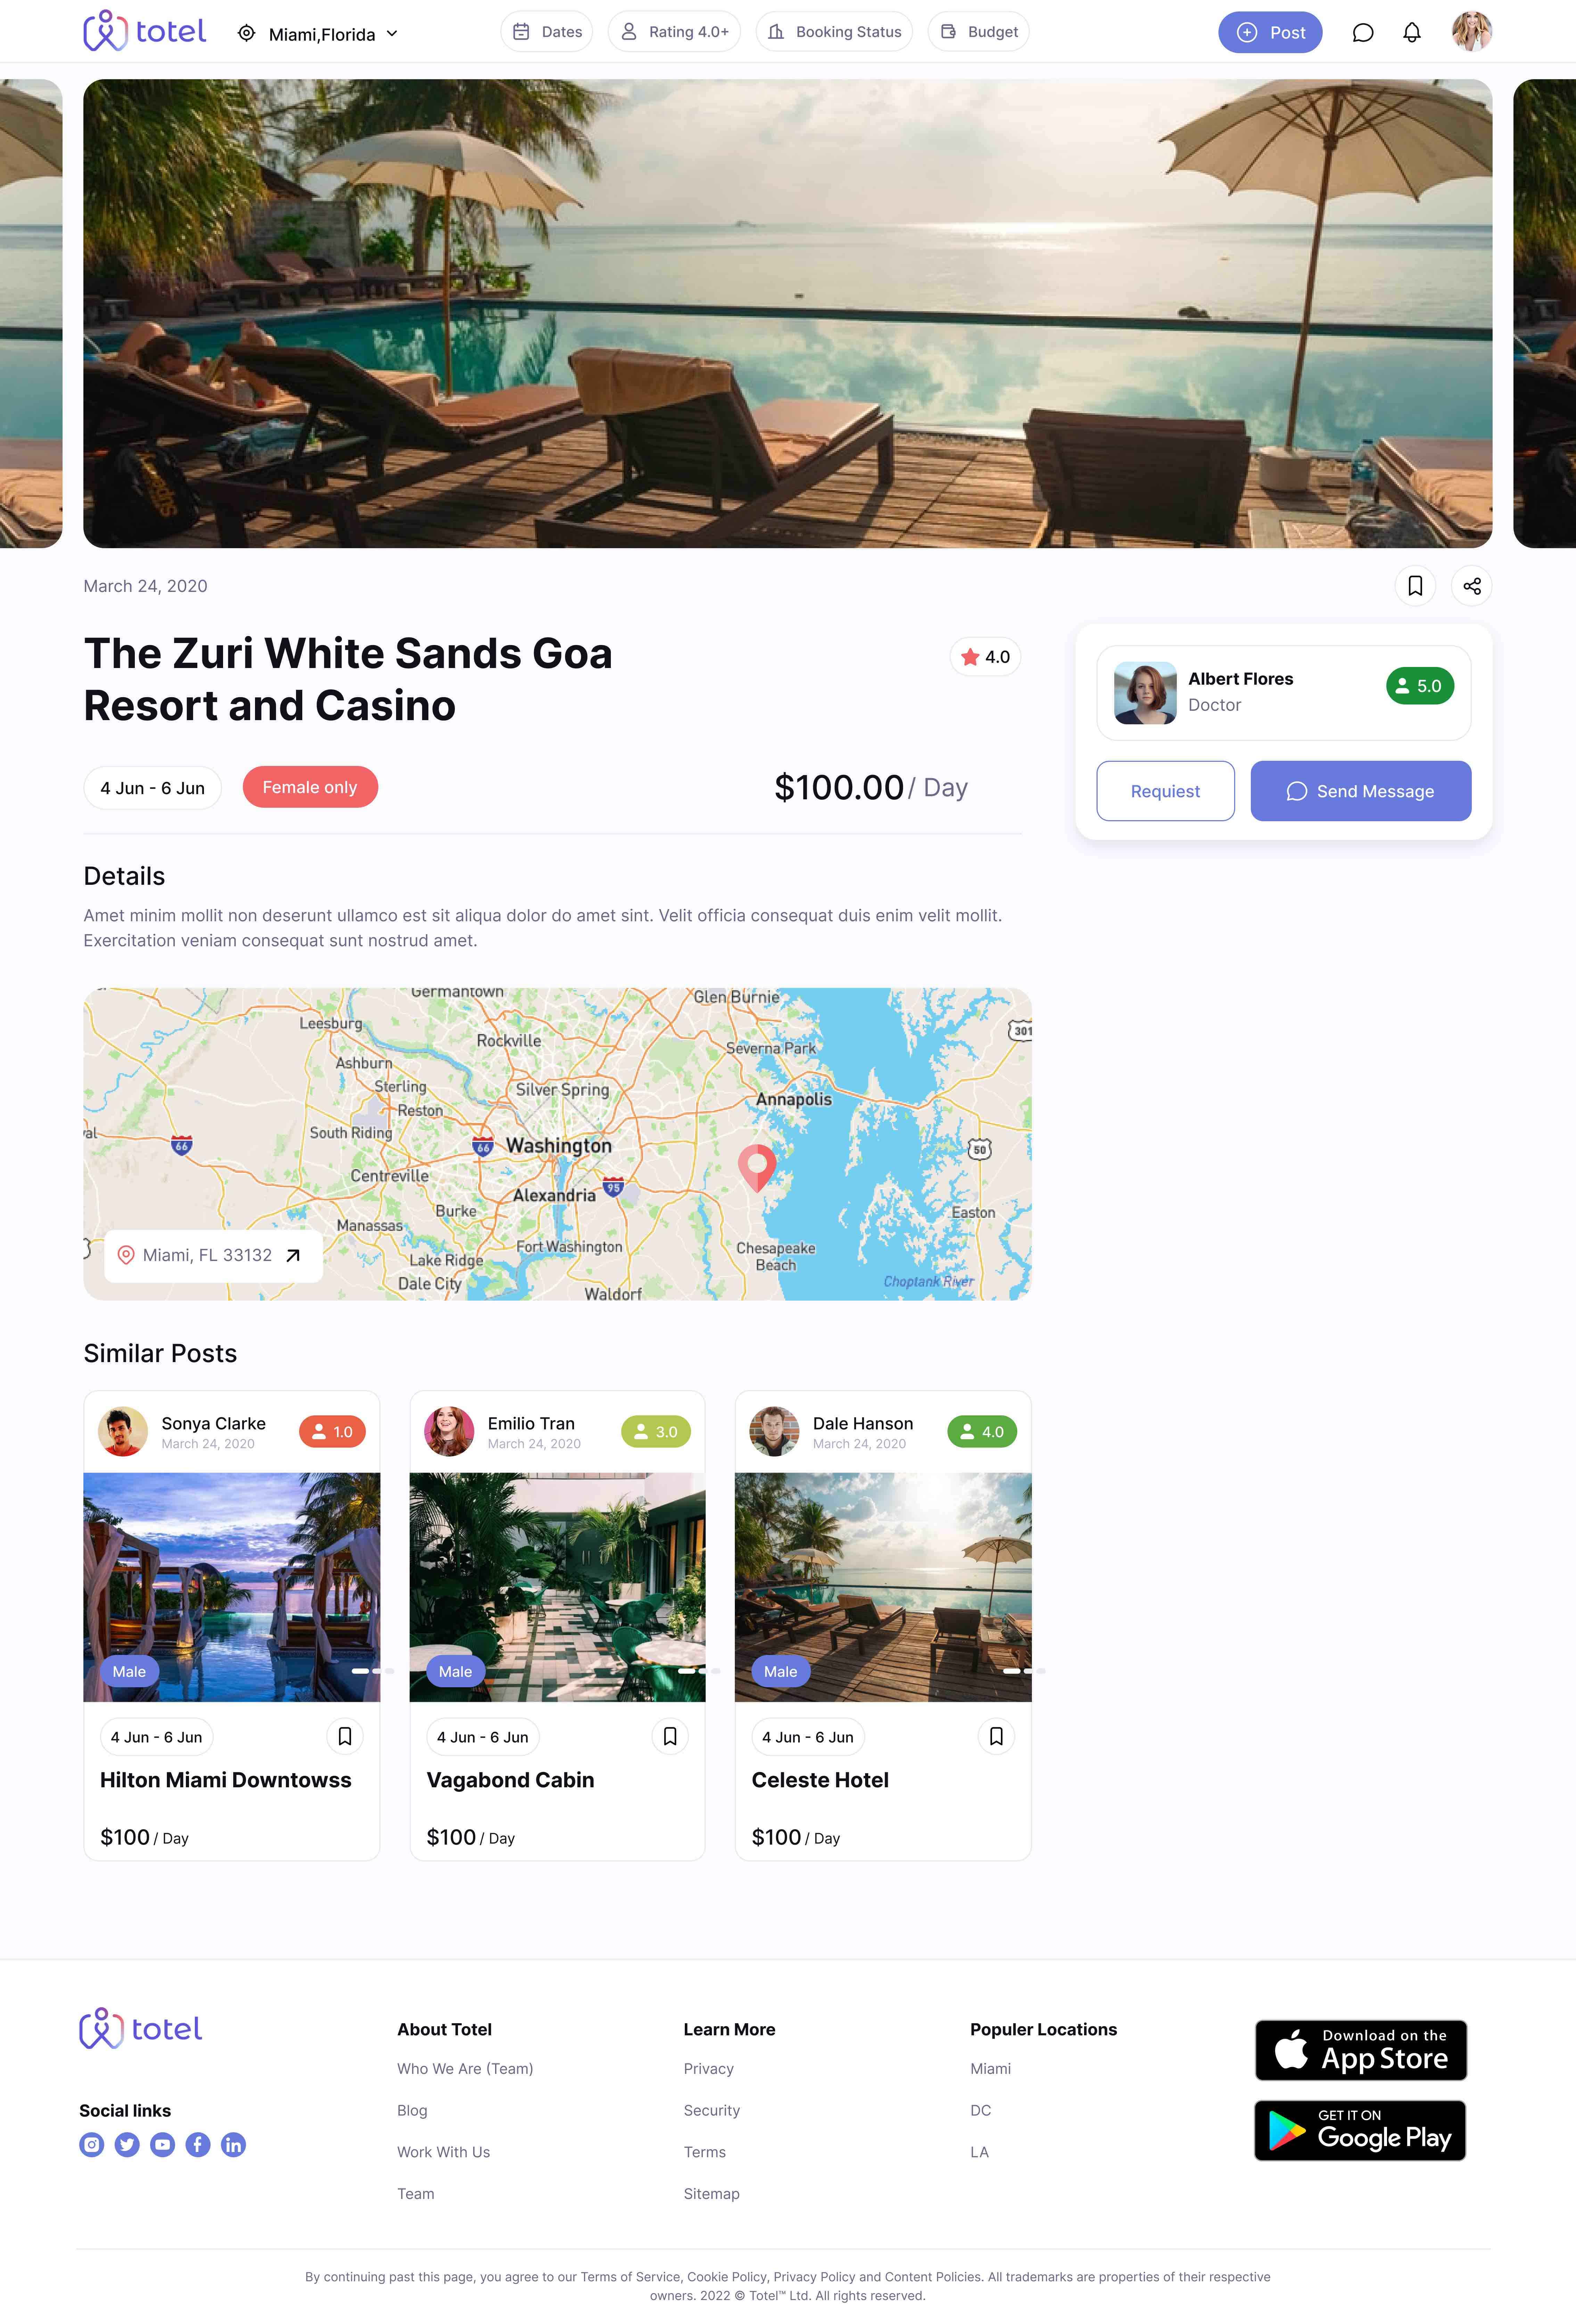 totel
Miami,Florida
Dates
Rating 4.0+
Booking Status
Budget
Post
March 24, 2020
The Zuri White Sands Goa
Resort and Casino
4.0
4 Jun - 6 Jun
Female only
$100.00/ Day
Albert Flores
Doctor
5.0
Requiest
Send Message
Details
Amet minim mollit non deserunt ullamco est sit aliqua dolor do amet sint. Velit officia consequat duis enim velit mollit.
Exercitation veniam consequat sunt nostrud amet.
Germantown
Glen Burnie
Leesburg
301
Rockville
Severna Park
Ashburn
Sterling
Silver Spring
Annapolis
Reston
South Riding
66
66
Washington
50
Centreville
Alexandria
95
Burke
Easton
Manassas
Fort Washington
Chesapeake
Beach
Miami, FL 33132
Lake Ridge
Dale City
Choptank River
Waldorf
Similar Posts
Sonya Clarke
March 24, 2020
1.0
Male
4 Jun - 6 Jun
Hilton Miami Downtowss
$100 / Day
Emilio Tran
March 24, 2020
3.0
Male
4 Jun - 6 Jun
Vagabond Cabin
$100 / Day
Dale Hanson
March 24, 2020
4.0
Male
4 Jun - 6 Jun
Celeste Hotel
$100 / Day
totel
Social links
About Totel
Who We Are (Team)
Blog
Work With Us
Team
Learn More
Privacy
Security
Terms
Sitemap
Populer Locations
Miami
DC
LA
Download on the
App Store
GET IT ON
Google Play
By continuing past this page, you agree to our Terms of Service, Cookie Policy, Privacy Policy and Content Policies. All trademarks are properties of their respective
owners. 2022 © Totel™ Ltd. All rights reserved.